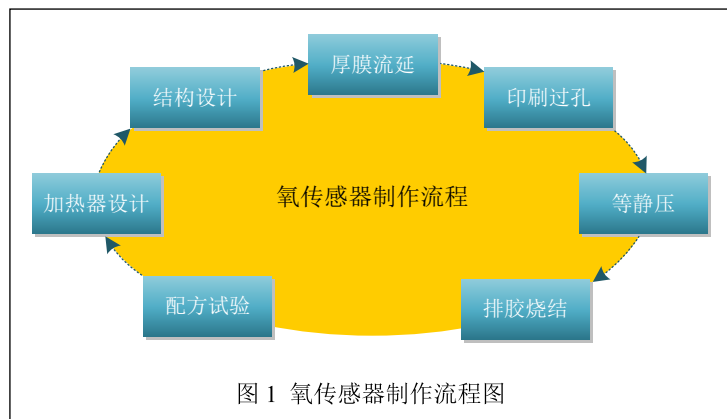 厚膜流延
结构设计
印刷过孔
加热器设计
氧传感器制作流程
等静压
配方试验
排胶烧结
图 1 氧传感器制作流程图